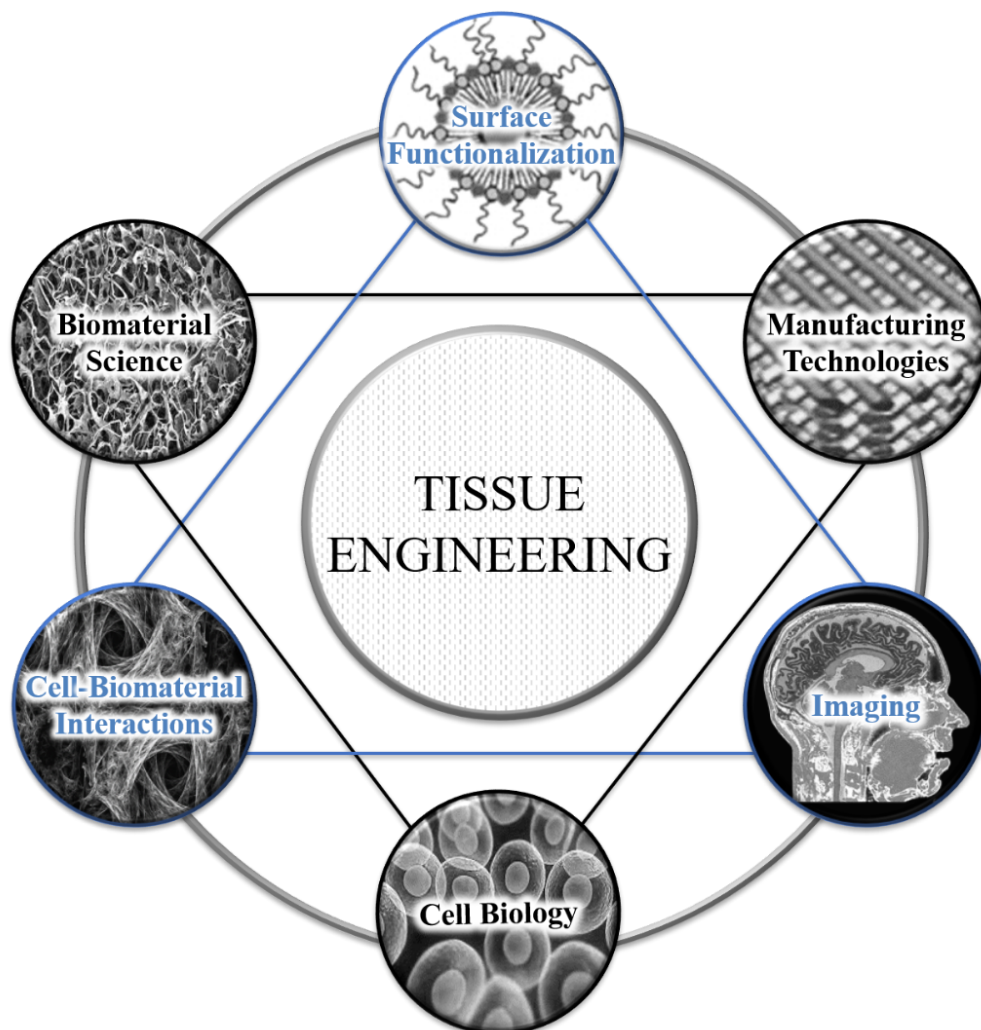 Surface
Functionalization
Biomaterial
Science
Manufacturing
Technologies
TISSUE
ENGINEERING
Cell-Biomaterial
Interactions
Imaging
Cell Biology